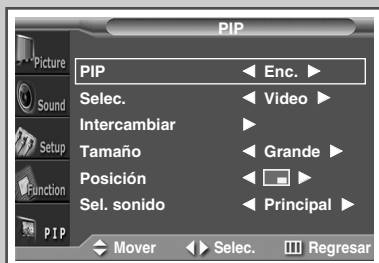 PIP
Picture
Sound
Setup
Function
PIP
PIP ◀ Enc. ▶
Selec. ◀ Video ▶
Intercambiar ▶
Tamaño ◀ Grande ▶
Posición ◀ ▶
Sel. sonido ◀ Principal ▶
Mover Selec. Regresar